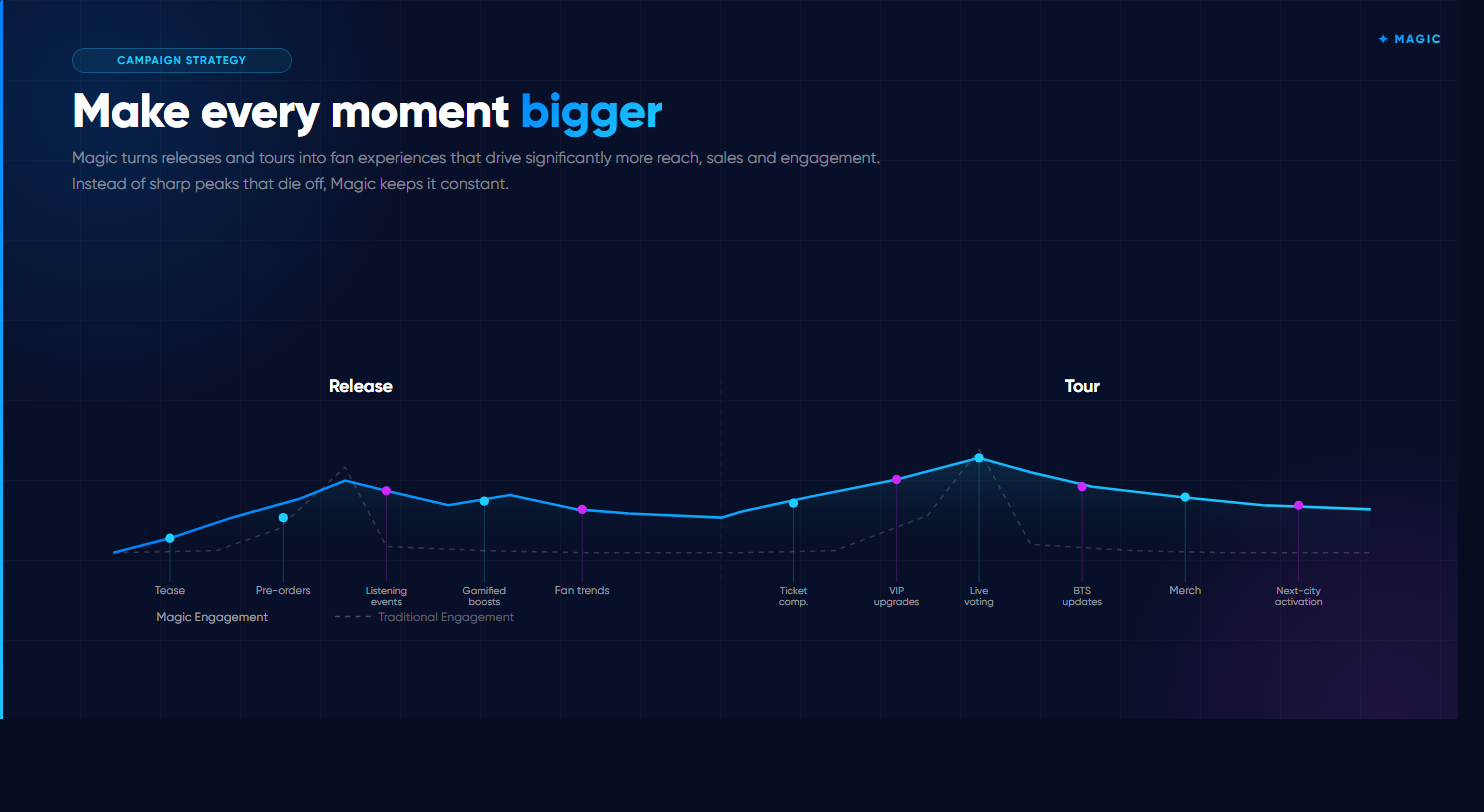 ✦ MAGIC
CAMPAIGN STRATEGY
Make every moment bigger
Magic turns releases and tours into fan experiences that drive significantly more reach, sales and engagement.
Instead of sharp peaks that die off, Magic keeps it constant.
Release
Tour
Tease
Pre-orders
Listening
events
Gamified
boosts
Fan trends
Ticket
comp.
VIP
upgrades
Live
voting
BTS
updates
Merch
Next-city
activation
Magic Engagement
Traditional Engagement